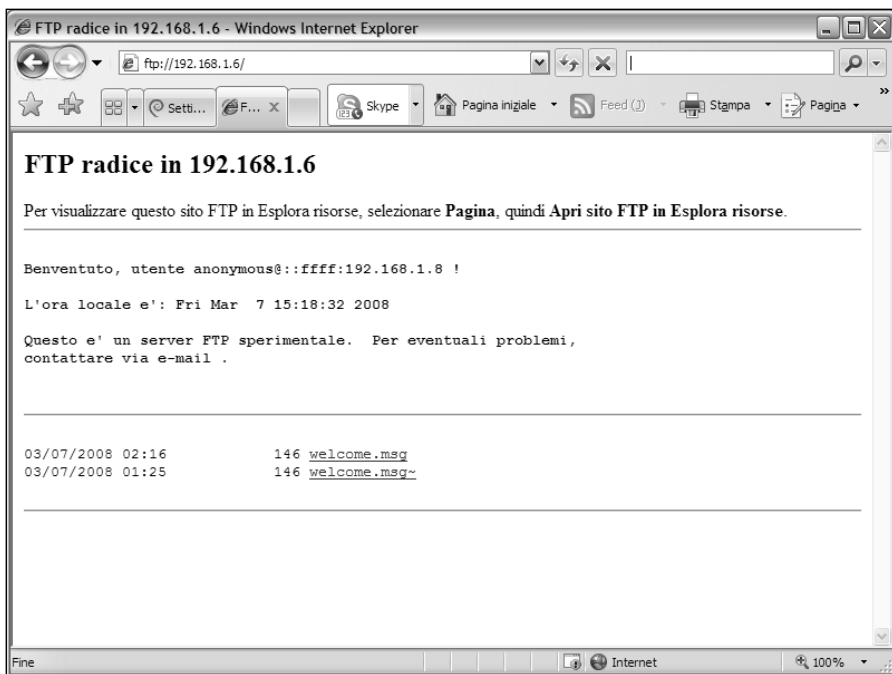 FTP radice in 192.168.1.6 - Windows Internet Explorer
ftp://192.168.1.6/
Setti... F... X Skype Pagina iniziale Feed (J) Stampa Pagina »
FTP radice in 192.168.1.6
Per visualizzare questo sito FTP in Esplora risorse, selezionare Pagina, quindi Apri sito FTP in Esplora risorse.
Benventuto, utente anonymous@::ffff:192.168.1.8 !
L'ora locale e': Fri Mar  7 15:18:32 2008
Questo e' un server FTP sperimentale.  Per eventuali problemi,
contattare via e-mail .
03/07/2008 02:16 146 welcome.msg
03/07/2008 01:25 146 welcome.msg~
Fine Internet 100%